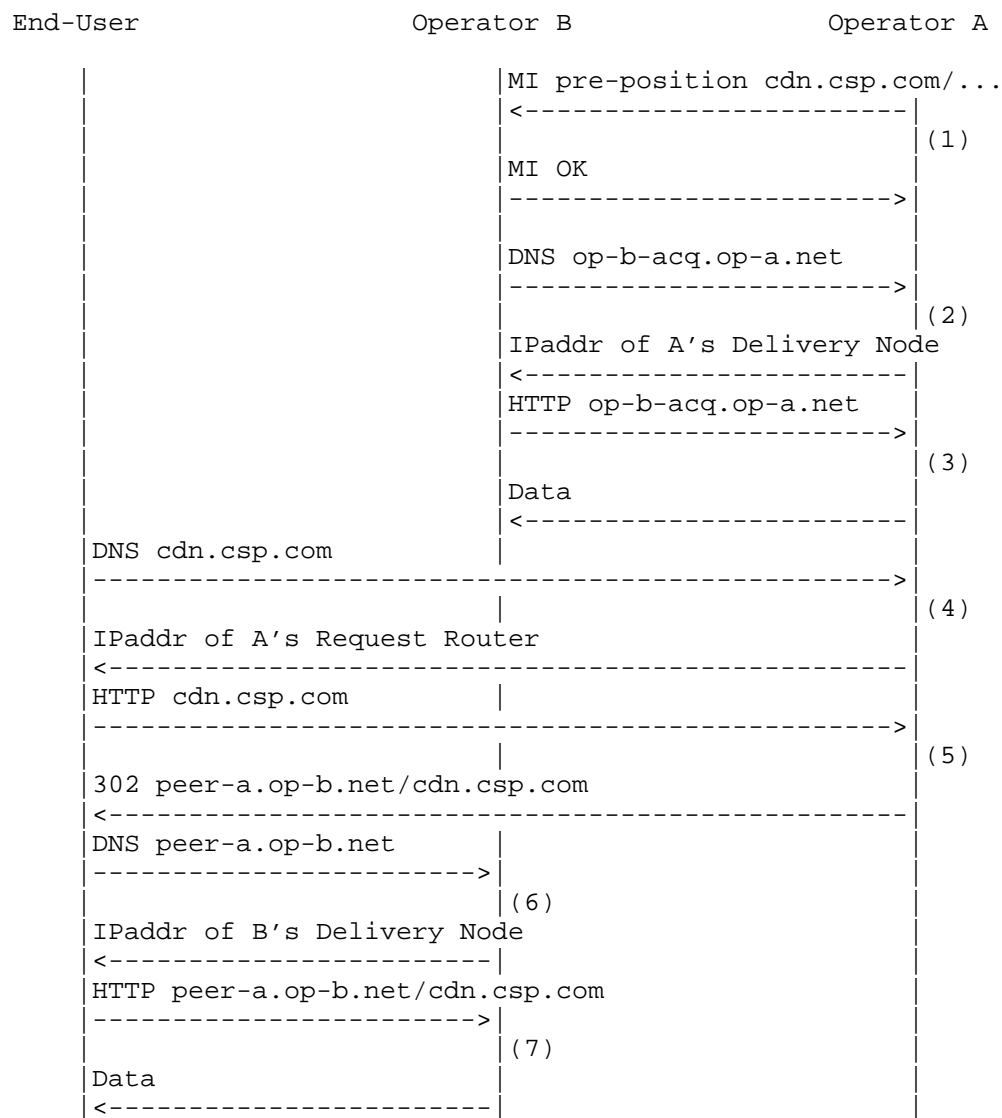 End-User Operator B Operator A
MI pre-position cdn.csp.com/...
(1)
MI OK
DNS op-b-acq.op-a.net
(2)
IPaddr of A's Delivery Node
HTTP op-b-acq.op-a.net
(3)
Data
DNS cdn.csp.com
(4)
IPaddr of A's Request Router
HTTP cdn.csp.com
(5)
302 peer-a.op-b.net/cdn.csp.com
DNS peer-a.op-b.net
(6)
IPaddr of B's Delivery Node
HTTP peer-a.op-b.net/cdn.csp.com
(7)
Data